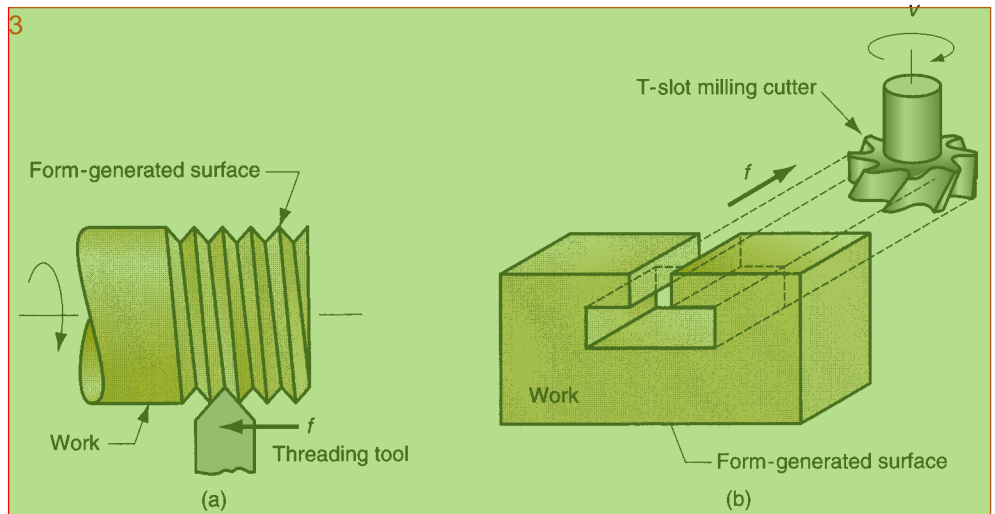 3
v
T-slot milling cutter
Form-generated surface
f
Work
f
Work
Threading tool
Form-generated surface
(a)
(b)